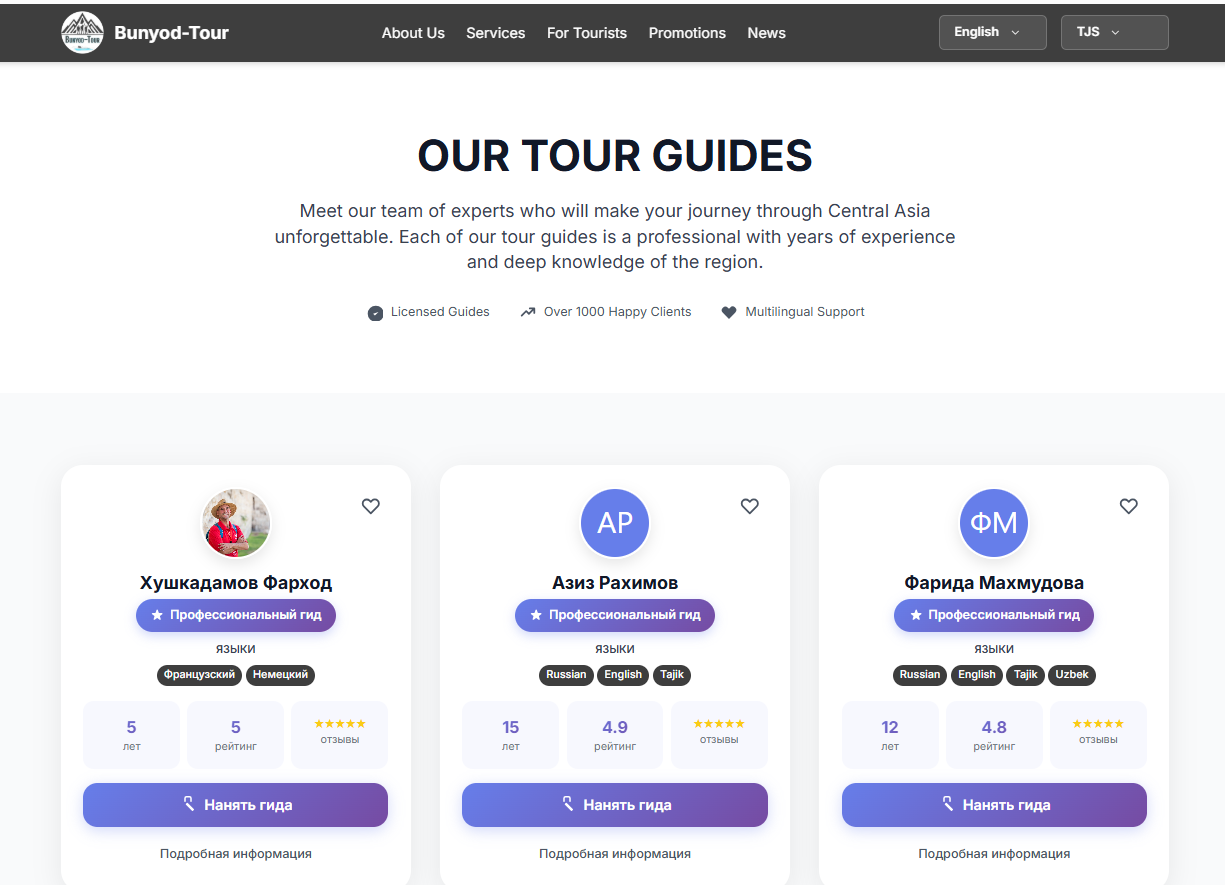 BUNYOD-TOUR
Bunyod-Tour
About Us
Services
For Tourists
Promotions
News
English
TJS
OUR TOUR GUIDES
Meet our team of experts who will make your journey through Central Asia
unforgettable. Each of our tour guides is a professional with years of experience
and deep knowledge of the region.
Licensed Guides
Over 1000 Happy Clients
Multilingual Support
Хушкадамов Фарход
Профессиональный гид
языки
Французский Немецкий
5
лет
5
рейтинг
★★★★★
отзывы
Нанять гида
Подробная информация
АР
Азиз Рахимов
Профессиональный гид
языки
Russian English Tajik
15
лет
4.9
рейтинг
★★★★★
отзывы
Нанять гида
Подробная информация
ФМ
Фарида Махмудова
Профессиональный гид
языки
Russian English Tajik Uzbek
12
лет
4.8
рейтинг
★★★★★
отзывы
Нанять гида
Подробная информация